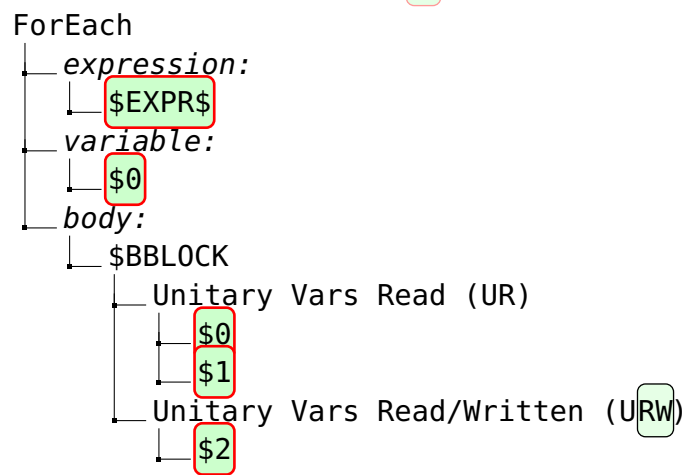 ForEach
expression:
$EXPR$
variable:
$0
body:
$BBLOCK
Unitary Vars Read (UR)
$0
$1
Unitary Vars Read/Written (URW)
$2